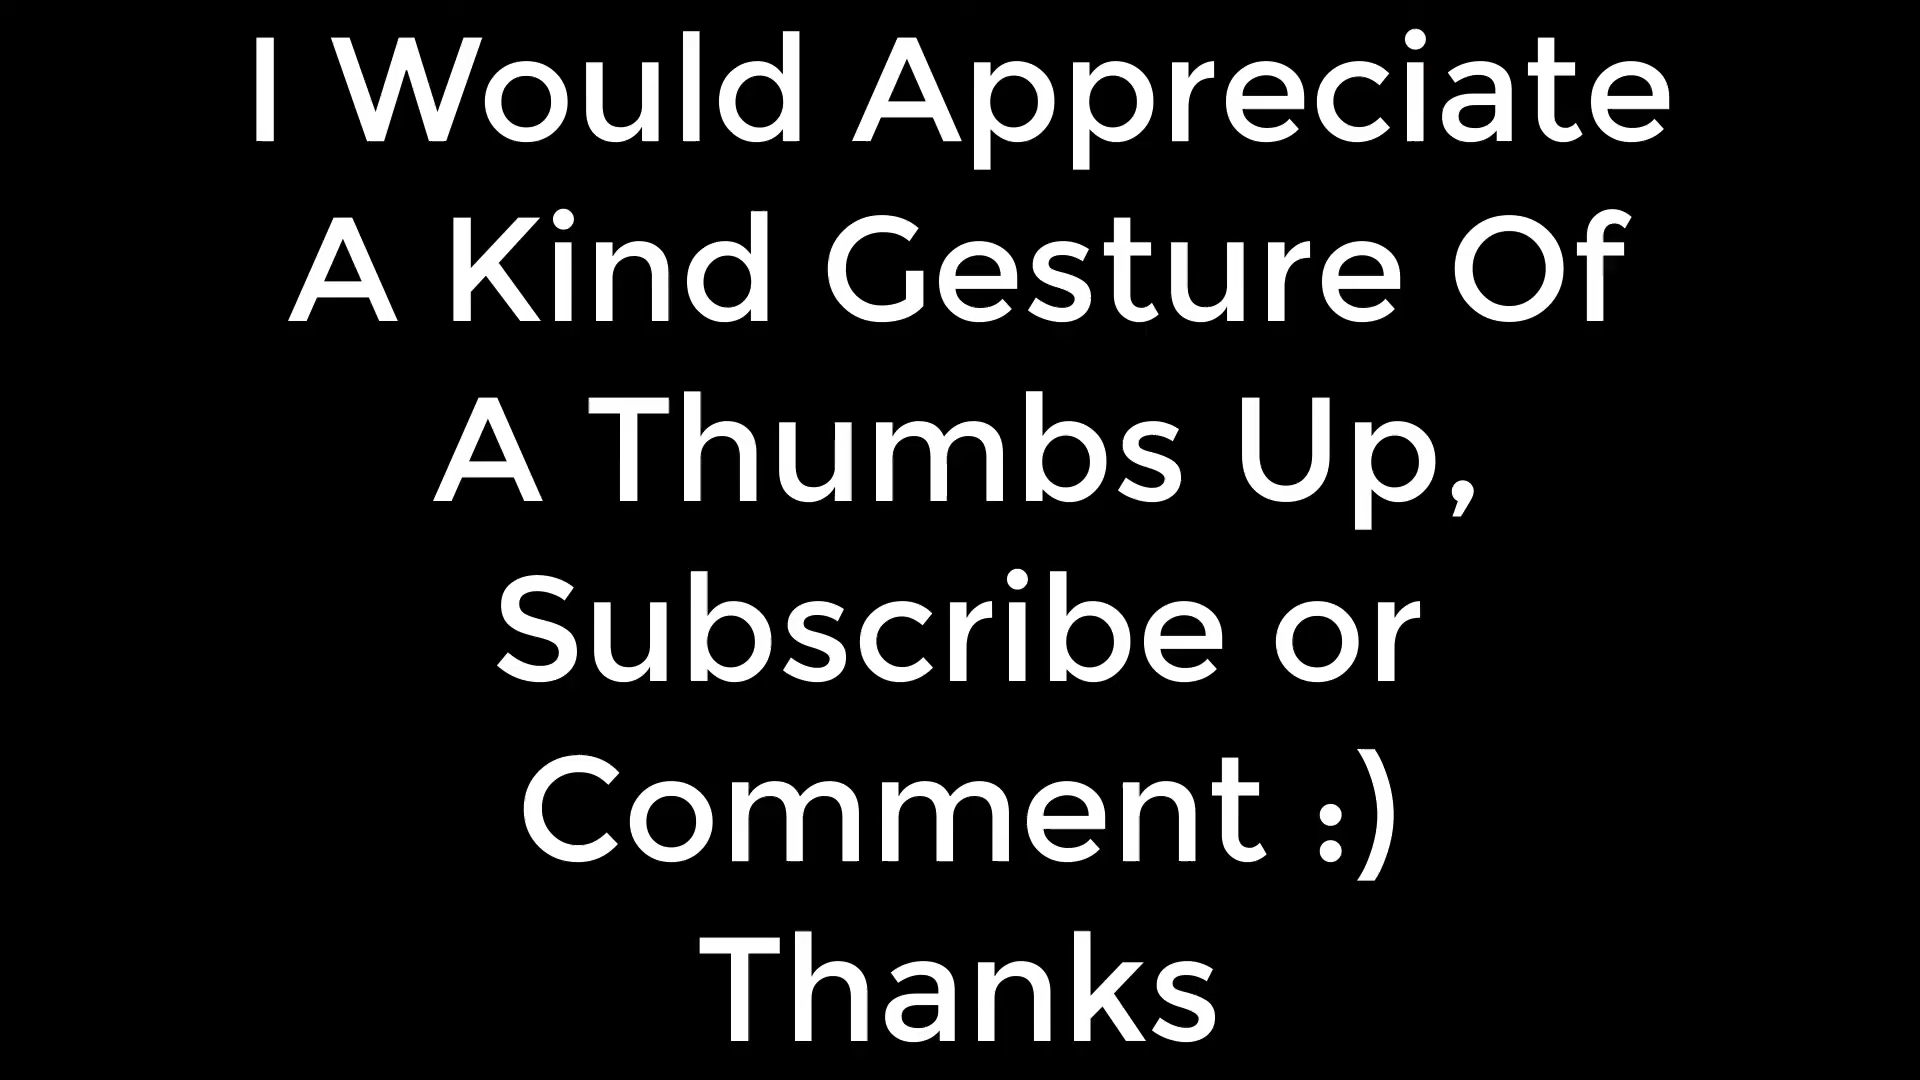 I Would Appreciate
A Kind Gesture Of
A Thumbs Up,
Subscribe or
Comment :)
Thanks